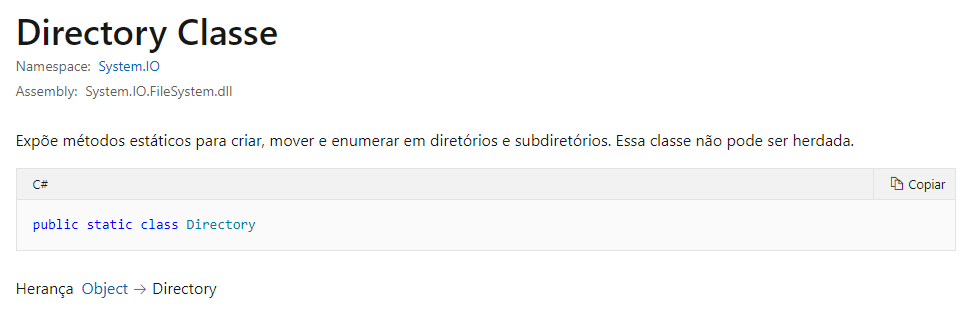 Directory Classe
Namespace: System.IO
Assembly: System.IO.FileSystem.dll
Expõe métodos estáticos para criar, mover e enumerar em diretórios e subdiretórios. Essa classe não pode ser herdada.
C# Copiar
public static class Directory
Herança Object → Directory